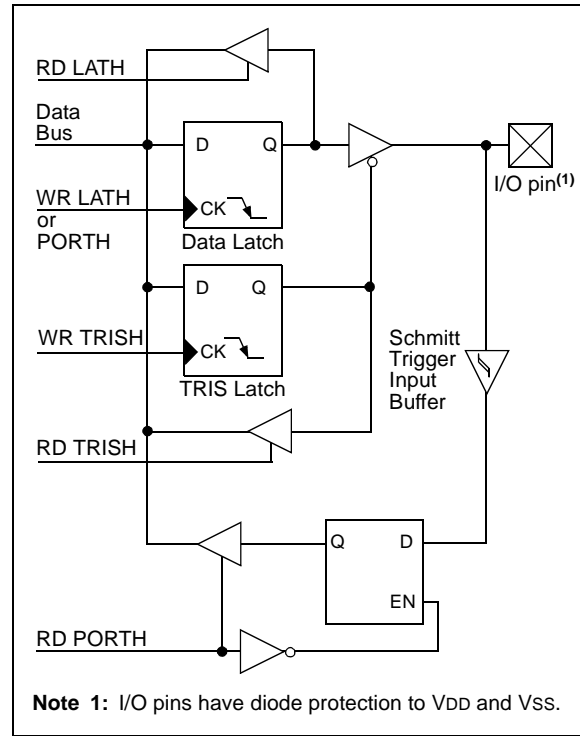 RD LATH
Data
Bus
D Q
I/O pin(1)
WR LATH
or
PORTH
CK
Data Latch
D Q
WR TRISH
CK
TRIS Latch
Schmitt
Trigger
Input
Buffer
RD TRISH
Q D
EN
RD PORTH
Note 1: I/O pins have diode protection to VDD and VSS.